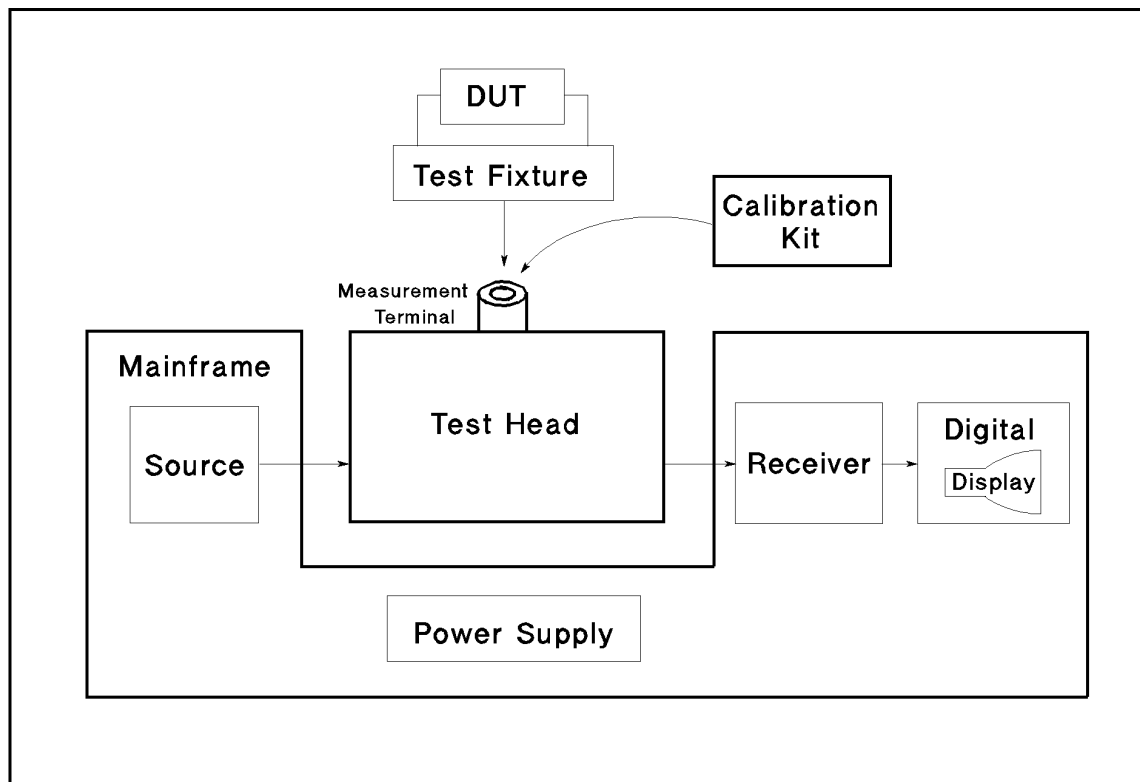 DUT
Test Fixture
Calibration
Kit
Measurement
Terminal
Mainframe
Test Head
Source
Receiver
Digital
Display
Power Supply